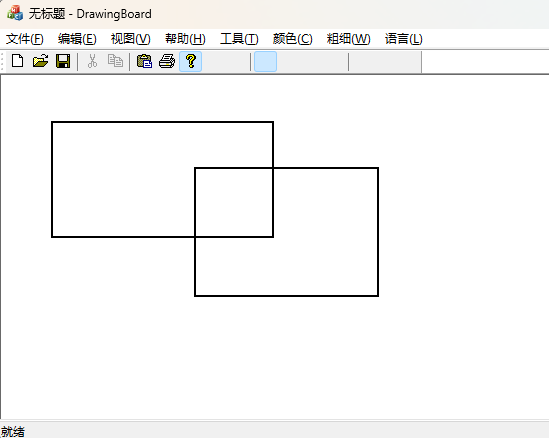 无标题 - DrawingBoard
文件(F) 编辑(E) 视图(V) 帮助(H) 工具(T) 颜色(C) 粗细(W) 语言(L)
就绪